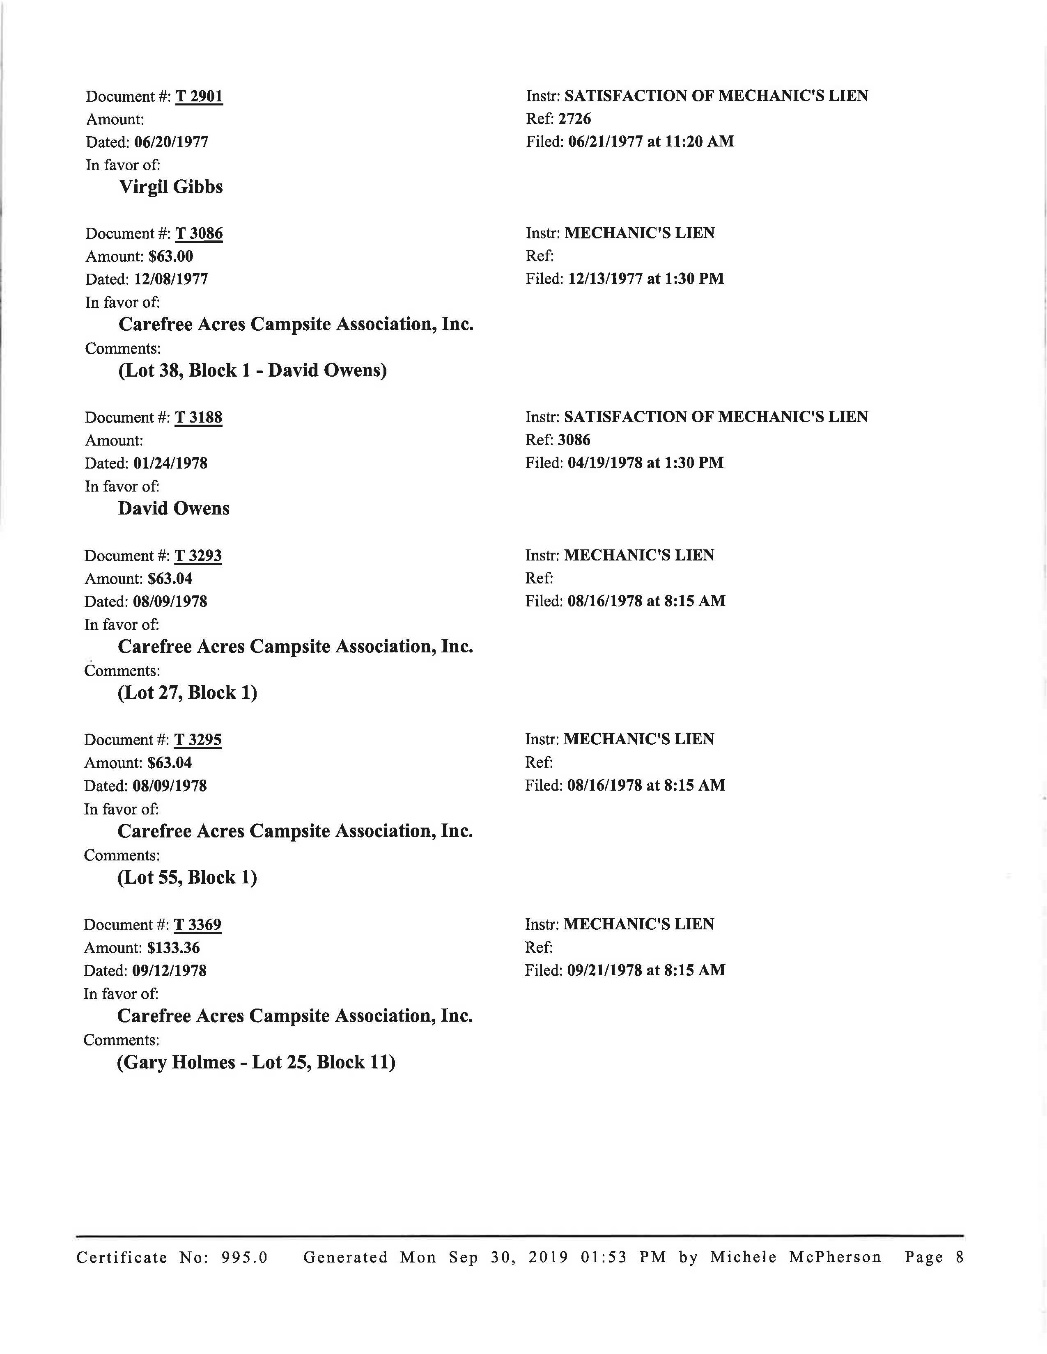 Document #: T 2901 Instr: SATISFACTION OF MECHANIC'S LIEN
Amount: Ref: 2726
Dated: 06/20/1977 Filed: 06/21/1977 at 11:20 AM
In favor of:
Virgil Gibbs
Document #: T 3086 Instr: MECHANIC'S LIEN
Amount: $63.00 Ref:
Dated: 12/08/1977 Filed: 12/13/1977 at 1:30 PM
In favor of:
Carefree Acres Campsite Association, Inc.
Comments:
(Lot 38, Block 1 - David Owens)
Document #: T 3188 Instr: SATISFACTION OF MECHANIC'S LIEN
Amount: Ref: 3086
Dated: 01/24/1978 Filed: 04/19/1978 at 1:30 PM
In favor of:
David Owens
Document #: T 3293 Instr: MECHANIC'S LIEN
Amount: $63.04 Ref:
Dated: 08/09/1978 Filed: 08/16/1978 at 8:15 AM
In favor of:
Carefree Acres Campsite Association, Inc.
Comments:
(Lot 27, Block 1)
Document #: T 3295 Instr: MECHANIC'S LIEN
Amount: $63.04 Ref:
Dated: 08/09/1978 Filed: 08/16/1978 at 8:15 AM
In favor of:
Carefree Acres Campsite Association, Inc.
Comments:
(Lot 55, Block 1)
Document #: T 3369 Instr: MECHANIC'S LIEN
Amount: $133.36 Ref:
Dated: 09/12/1978 Filed: 09/21/1978 at 8:15 AM
In favor of:
Carefree Acres Campsite Association, Inc.
Comments:
(Gary Holmes - Lot 25, Block 11)
Certificate No: 995.0 Generated Mon Sep 30, 2019 01:53 PM by Michele McPherson Page 8